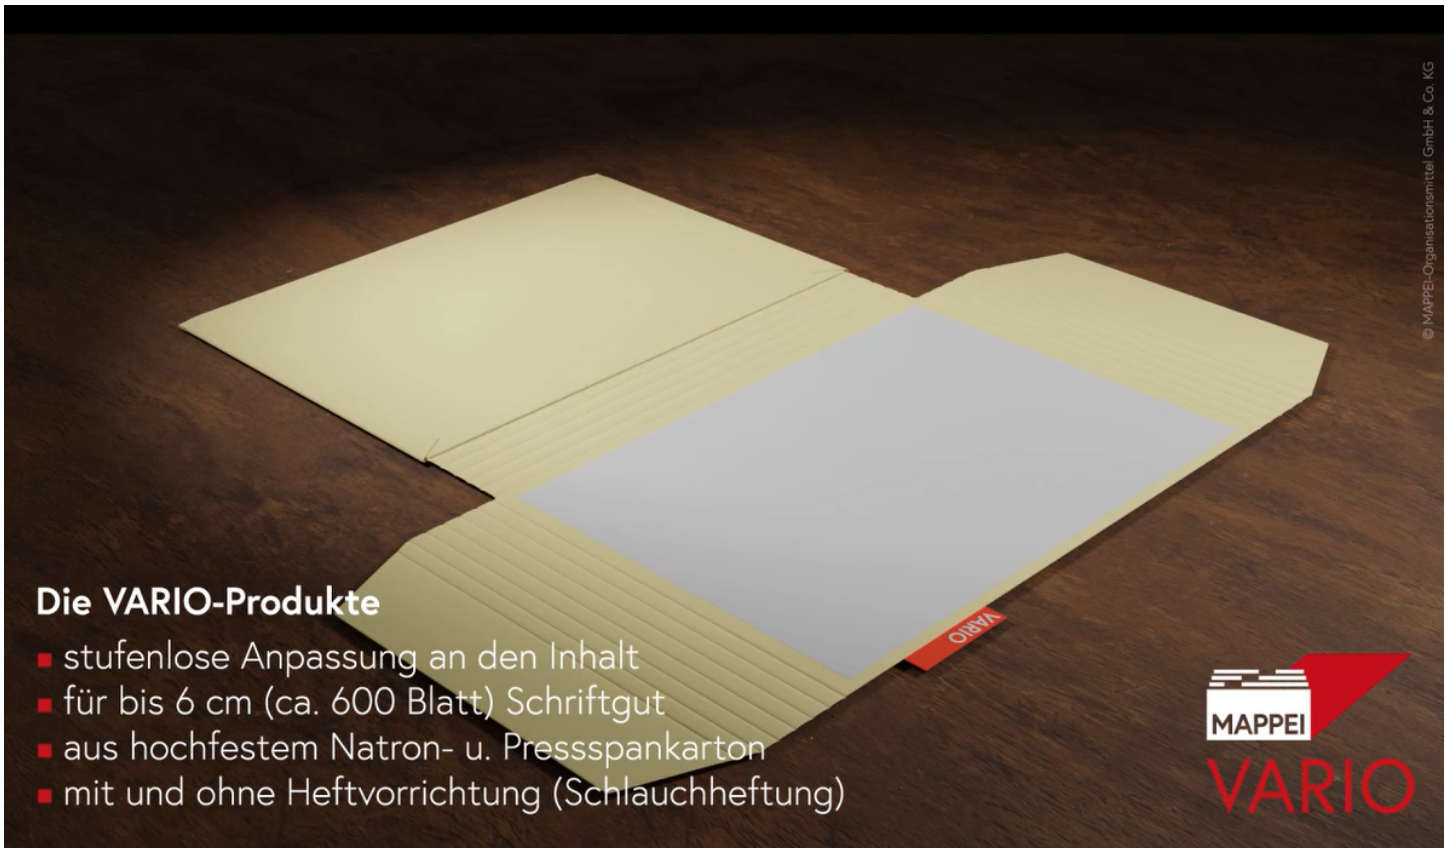 © MAPPEI-Organisationsmittel GmbH & Co. KG
Die VARIO-Produkte
stufenlose Anpassung an den Inhalt
für bis 6 cm (ca. 600 Blatt) Schriftgut
aus hochfestem Natron- u. Pressspankarton
mit und ohne Heftvorrichtung (Schlauchheftung)
VARIO
MAPPEI
VARIO